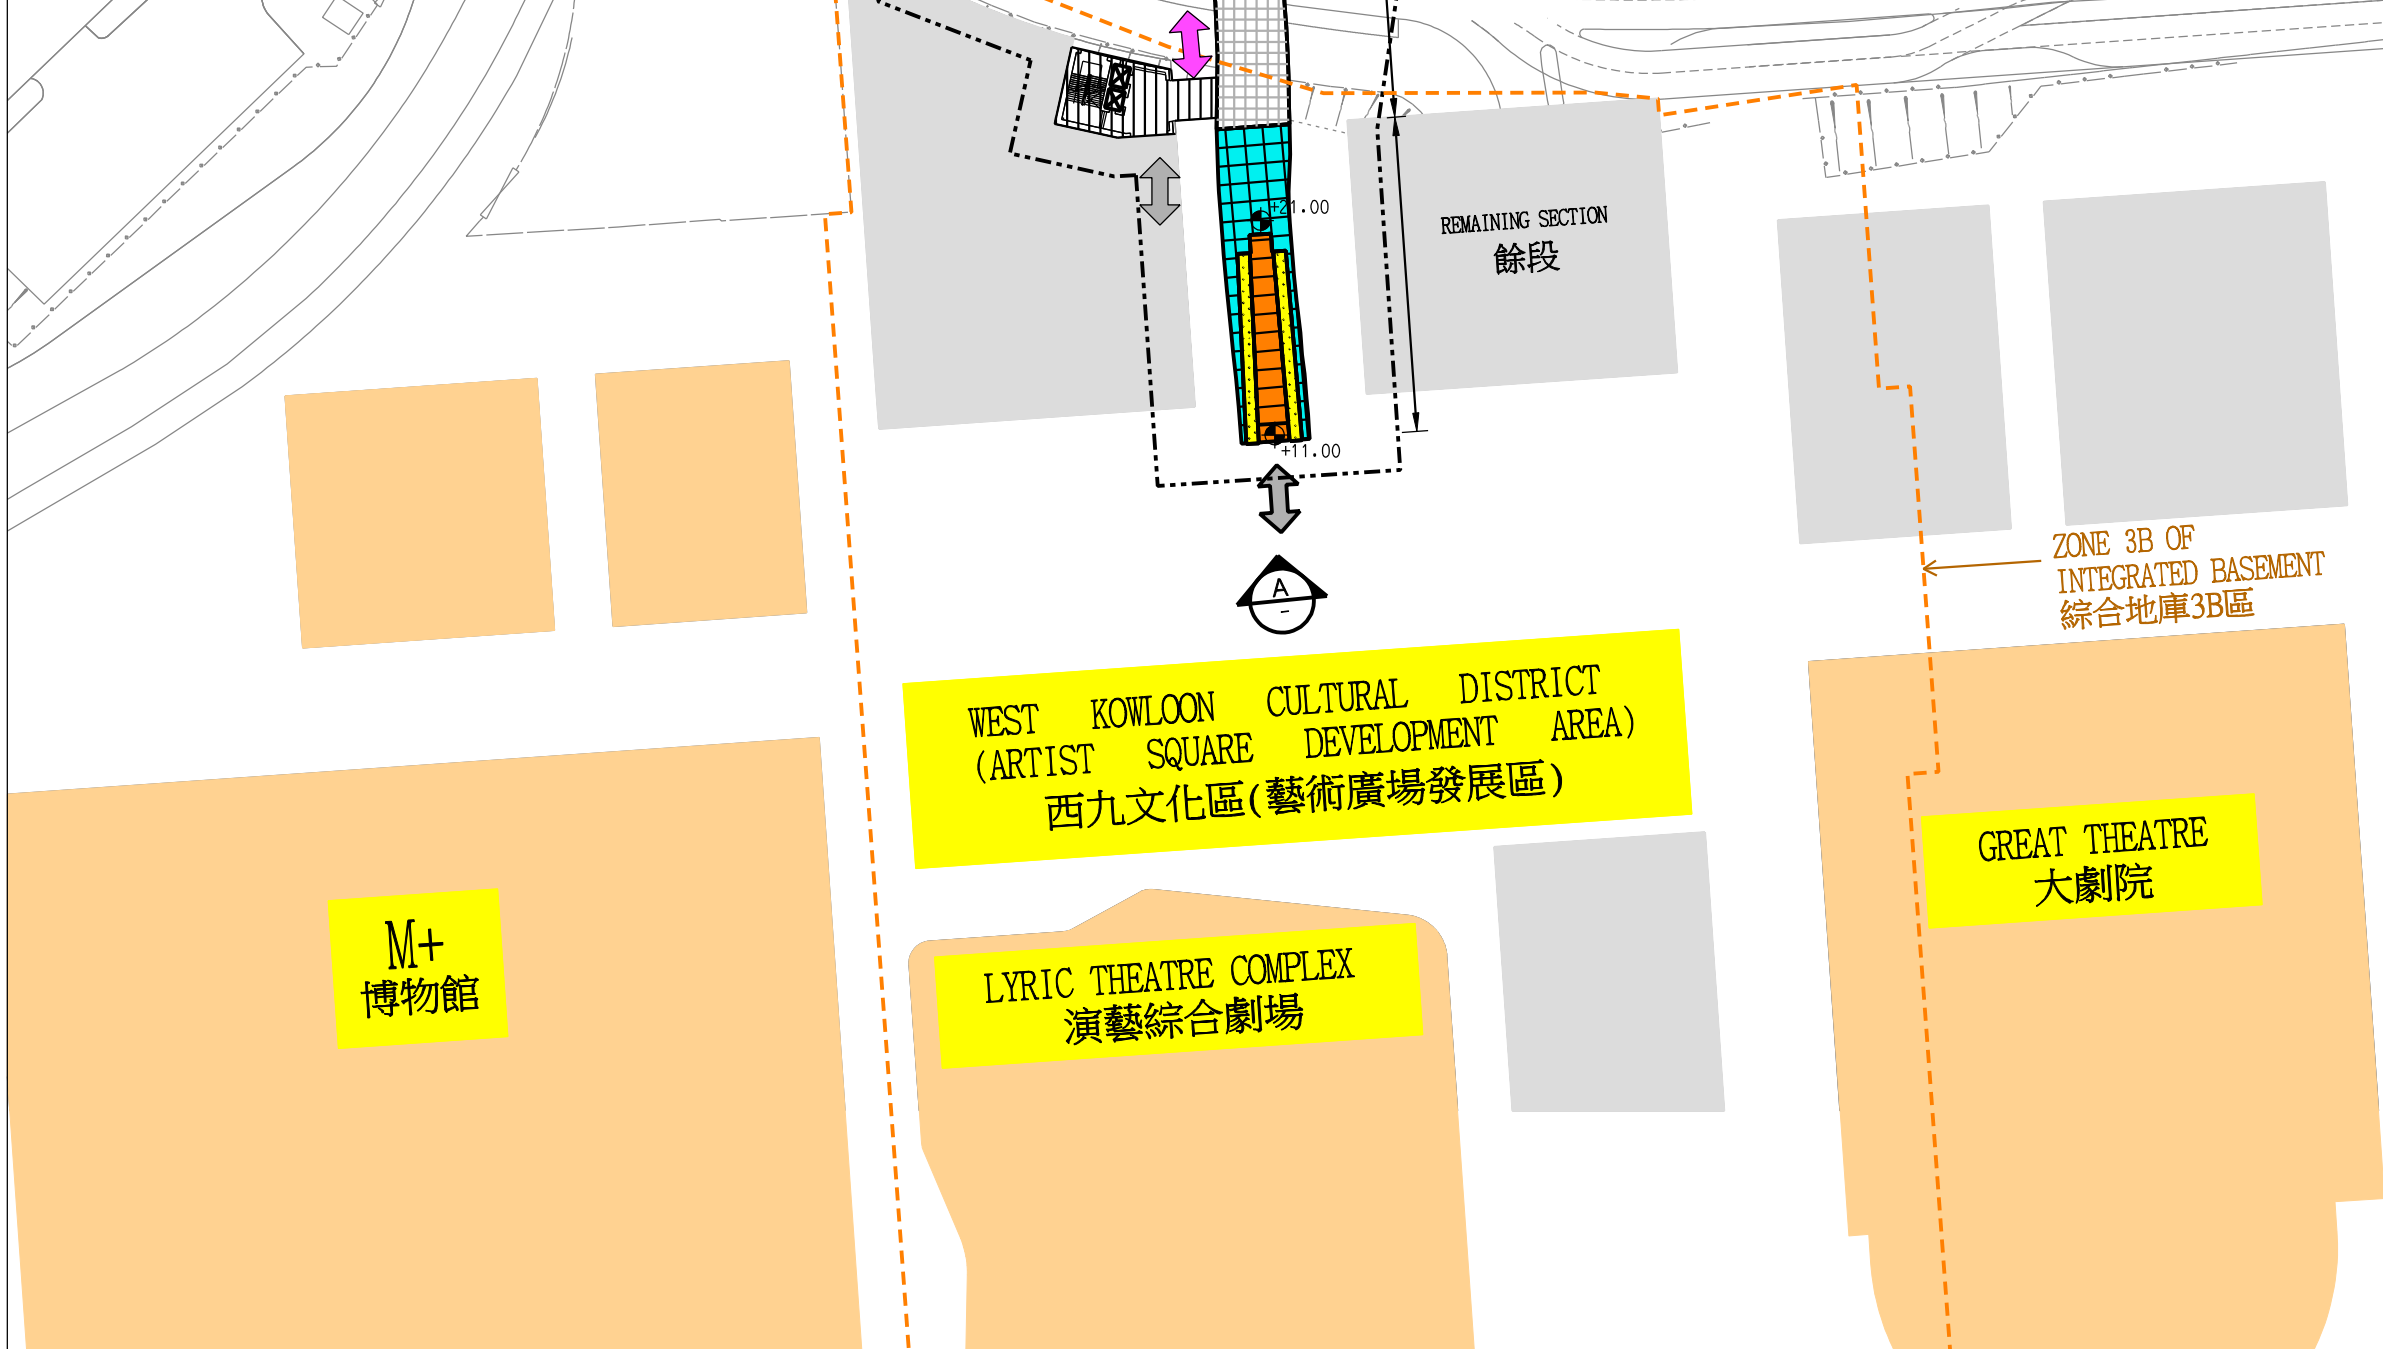 +21.00
REMAINING SECTION
餘段
+11.00
ZONE 3B OF
INTEGRATED BASEMENT
綜合地庫3B區
A
-
WEST KOWLOON CULTURAL DISTRICT
(ARTIST SQUARE DEVELOPMENT AREA)
西九文化區(藝術廣場發展區)
GREAT THEATRE
大劇院
M+
博物館
LYRIC THEATRE COMPLEX
演藝綜合劇場